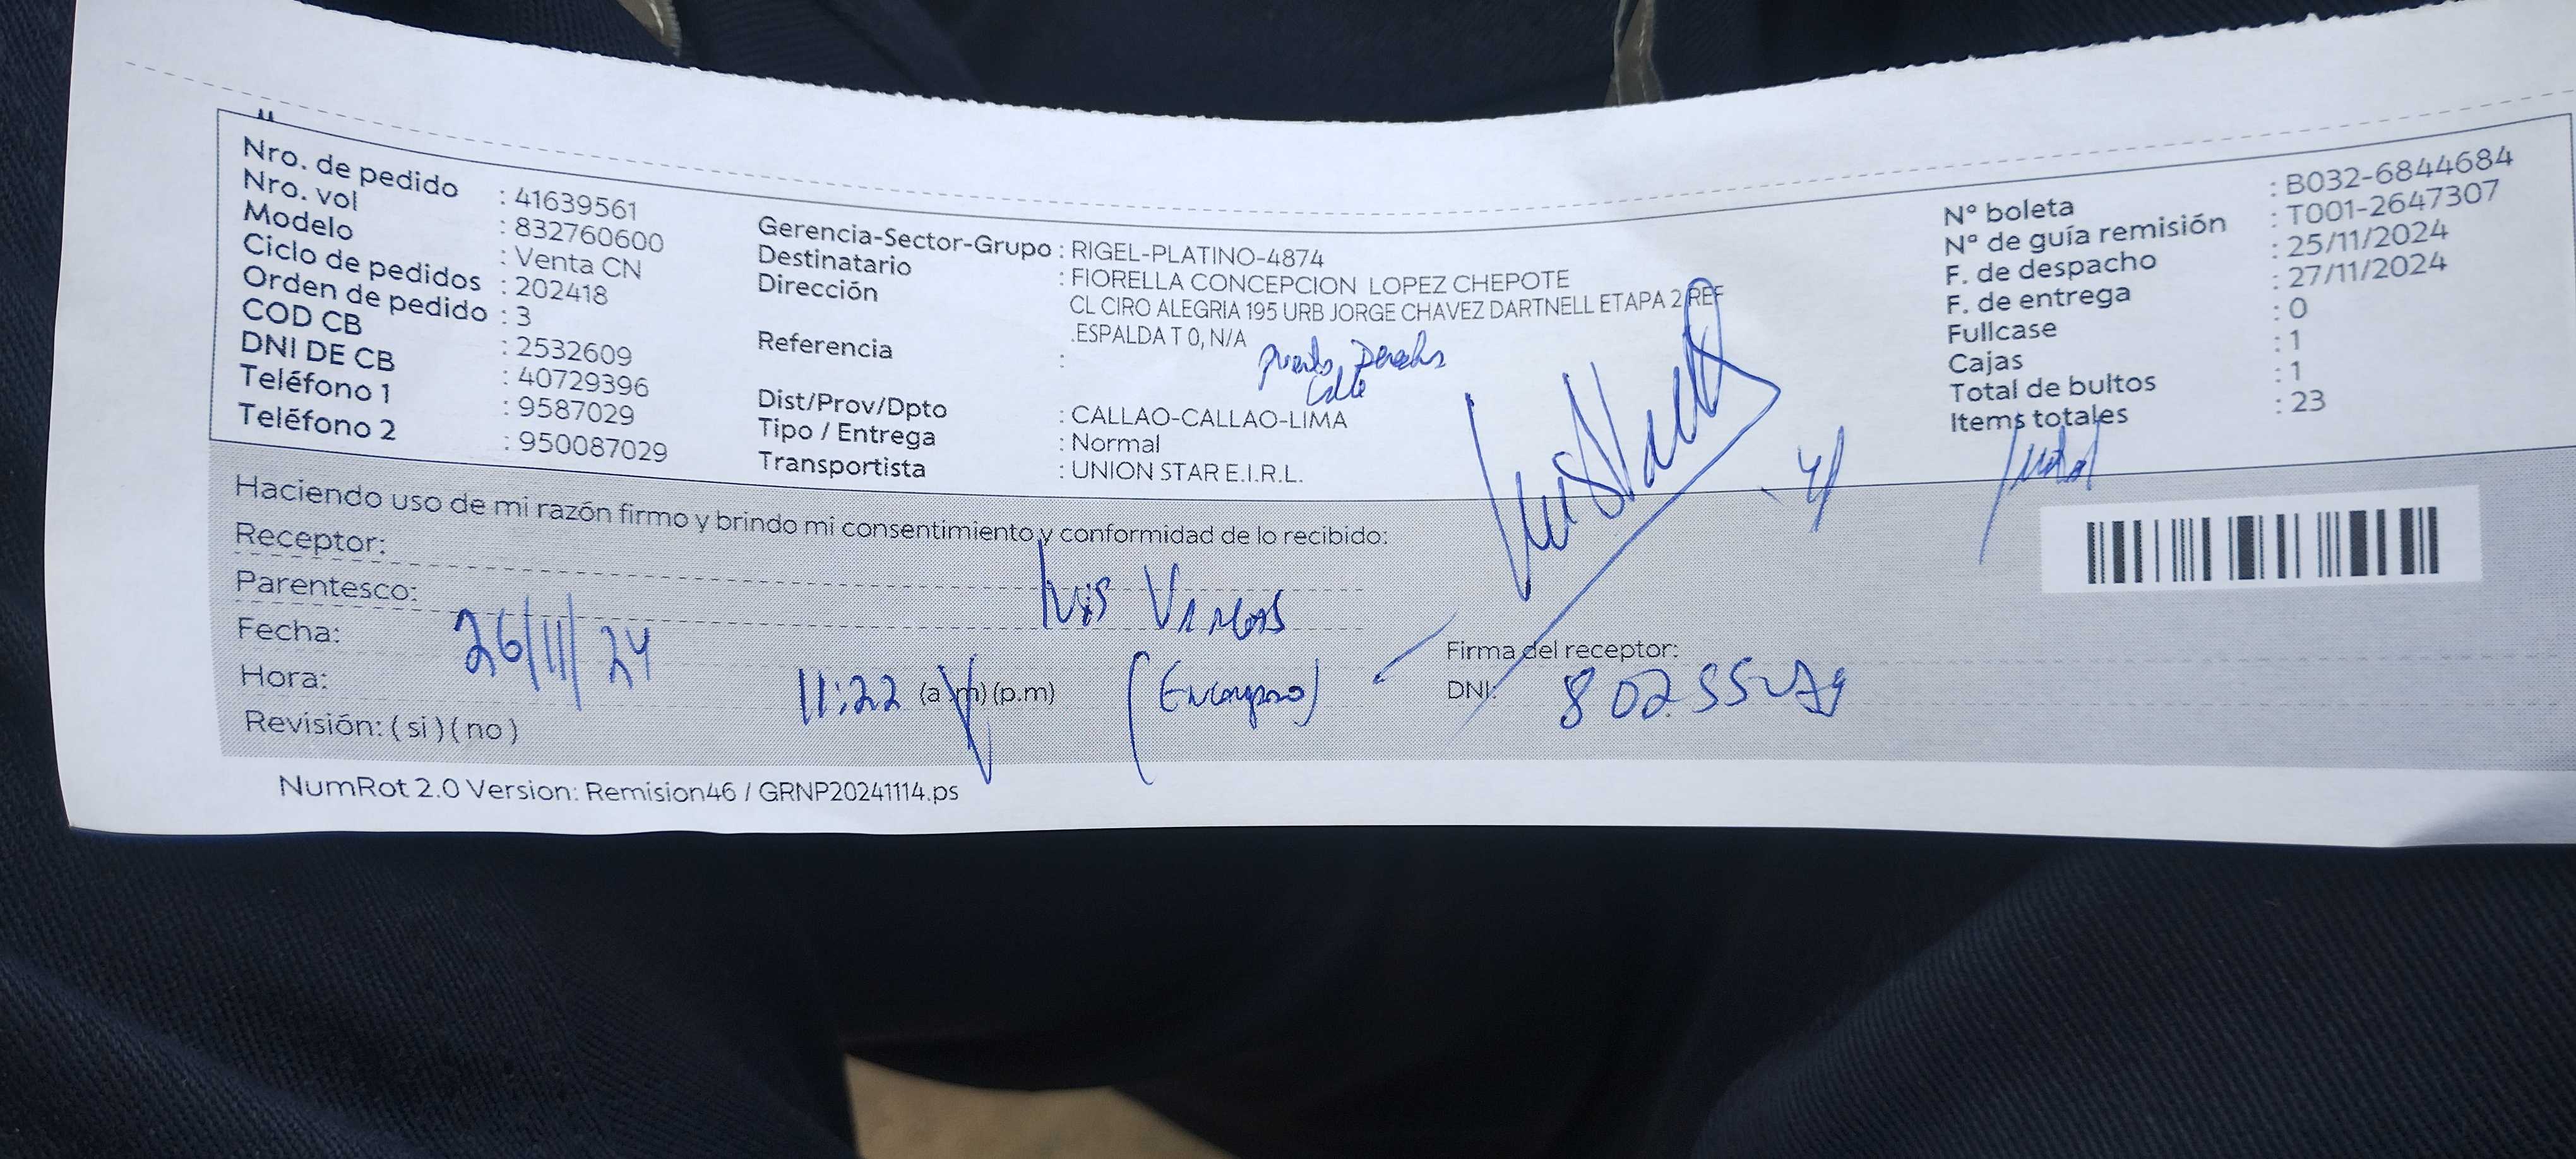 Nro. de pedido : 41639561
Nro. vol : 832760600
Modelo : Venta CN
Ciclo de pedidos : 202418
Orden de pedido : 3
COD CB : 2532609
DNI DE CB : 40729396
Teléfono 1 : 9587029
Teléfono 2 : 950087029
Gerencia-Sector-Grupo : RIGEL-PLATINO-4874
Destinatario : FIORELLA CONCEPCION LOPEZ CHEPOTE
Dirección CL CIRO ALEGRIA 195 URB JORGE CHAVEZ DARTNELL ETAPA 2 REF
.ESPALDA T 0, N/A
Referencia :
Calle
Dist/Prov/Dpto : CALLAO-CALLAO-LIMA
Tipo / Entrega : Normal
Transportista : UNION STAR E.I.R.L.
N° boleta : B032-6844684
N° de guía remisión : T001-2647307
F. de despacho : 25/11/2024
F. de entrega : 27/11/2024
Fullcase : 0
Cajas : 1
Total de bultos : 1
Items totales : 23
Haciendo uso de mi razón firmo y brindo mi consentimiento y conformidad de lo recibido:
Receptor:
Luis Vargas
Parentesco:
Fecha: 26/11/24
Hora: 11:22 (a.m) (p.m)
Revisión: ( si ) ( no )
Firma del receptor:
DNI:
NumRot 2.0 Version: Remision46 / GRNP20241114.ps